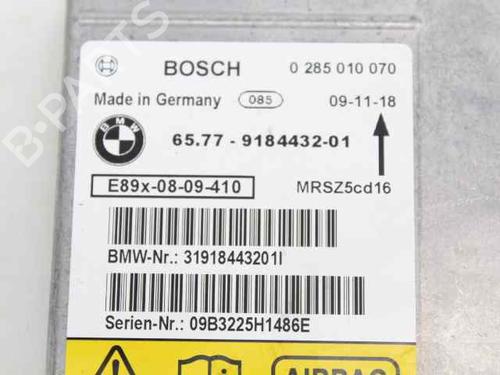 BOSCH 0 285 010 070
Made in Germany 085 09-11-18
BMW 65.77 - 9184432-01
E89x-08-09-410 MRSZ5cd16
BMW-Nr.: 31918443201I
Serien-Nr.: 09B3225H1486E
AIRBAG
B-PARTS